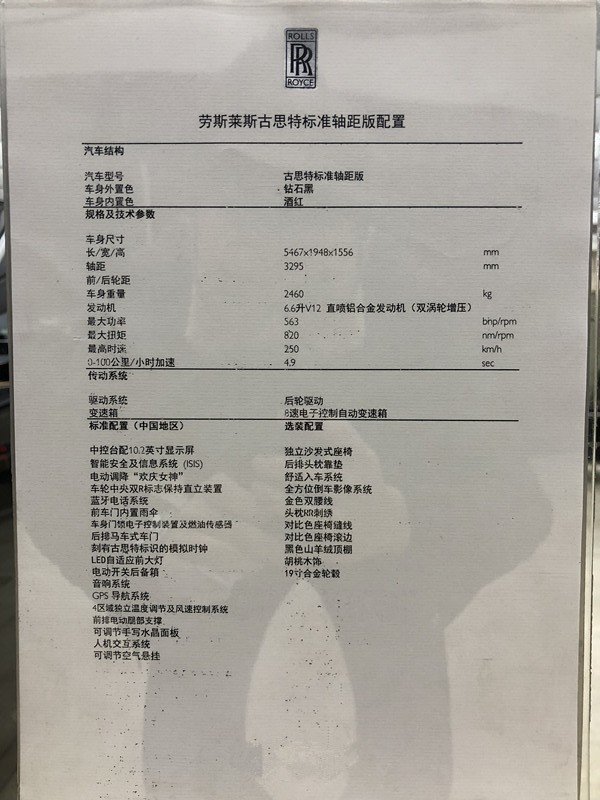 ROLLS
RR
ROYCE
劳斯莱斯古思特标准轴距版配置
汽车结构
汽车型号 古思特标准轴距版
车身外置色 钻石黑
车身内置色 酒红
规格及技术参数
车身尺寸
长/宽/高 5467x1948x1556 mm
轴距 3295 mm
前/后轮距
车身重量 2460 kg
发动机 6.6升V12 直喷铝合金发动机（双涡轮增压）
最大功率 563 bhp/rpm
最大扭矩 820 nm/rpm
最高时速 250 km/h
0-100公里/小时加速 4.9 sec
传动系统
驱动系统 后轮驱动
变速箱 8速电子控制自动变速箱
标准配置（中国地区） 选装配置
中控台配10.2英寸显示屏 独立沙发式座椅
智能安全及信息系统 (ISIS) 后排头枕靠垫
电动调降“欢庆女神” 舒适入车系统
车轮中央双R标志保持直立装置 全方位倒车影像系统
蓝牙电话系统 金色双腰线
前车门内置雨伞 头枕RR刺绣
车身门锁电子控制装置及燃油传感器 对比色座椅缝线
后排马车式车门 对比色座椅滚边
刻有古思特标识的模拟时钟 黑色山羊绒顶棚
LED自适应前大灯 胡桃木饰
电动开关后备箱 19寸合金轮毂
音响系统
GPS 导航系统
4区域独立温度调节及风速控制系统
前排电动腿部支撑
可调节手写水晶面板
人机交互系统
可调节空气悬挂